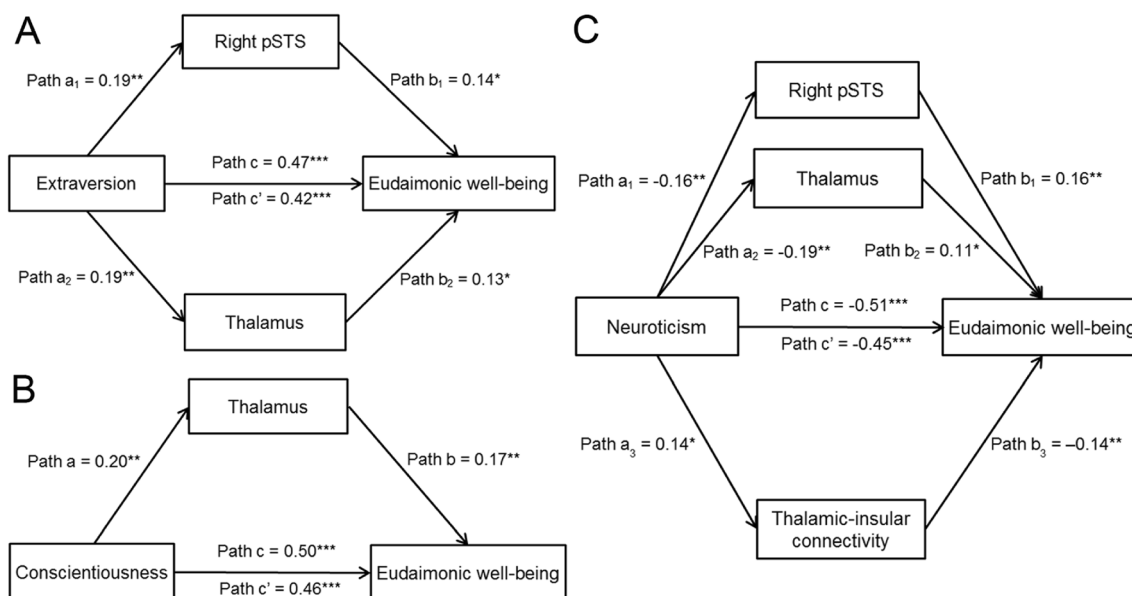 A
Right pSTS
Path a₁ = 0.19**
Path b₁ = 0.14*
Extraversion
Path c = 0.47***
Path c' = 0.42***
Eudaimonic well-being
Path a₂ = 0.19**
Path b₂ = 0.13*
Thalamus
B
Thalamus
Path a = 0.20**
Path b = 0.17**
Conscientiousness
Path c = 0.50***
Path c' = 0.46***
Eudaimonic well-being
C
Right pSTS
Thalamus
Path a₁ = -0.16**
Path b₁ = 0.16**
Path a₂ = -0.19**
Path b₂ = 0.11*
Neuroticism
Path c = -0.51***
Path c' = -0.45***
Eudaimonic well-being
Path a₃ = 0.14*
Path b₃ = –0.14**
Thalamic-insular
connectivity